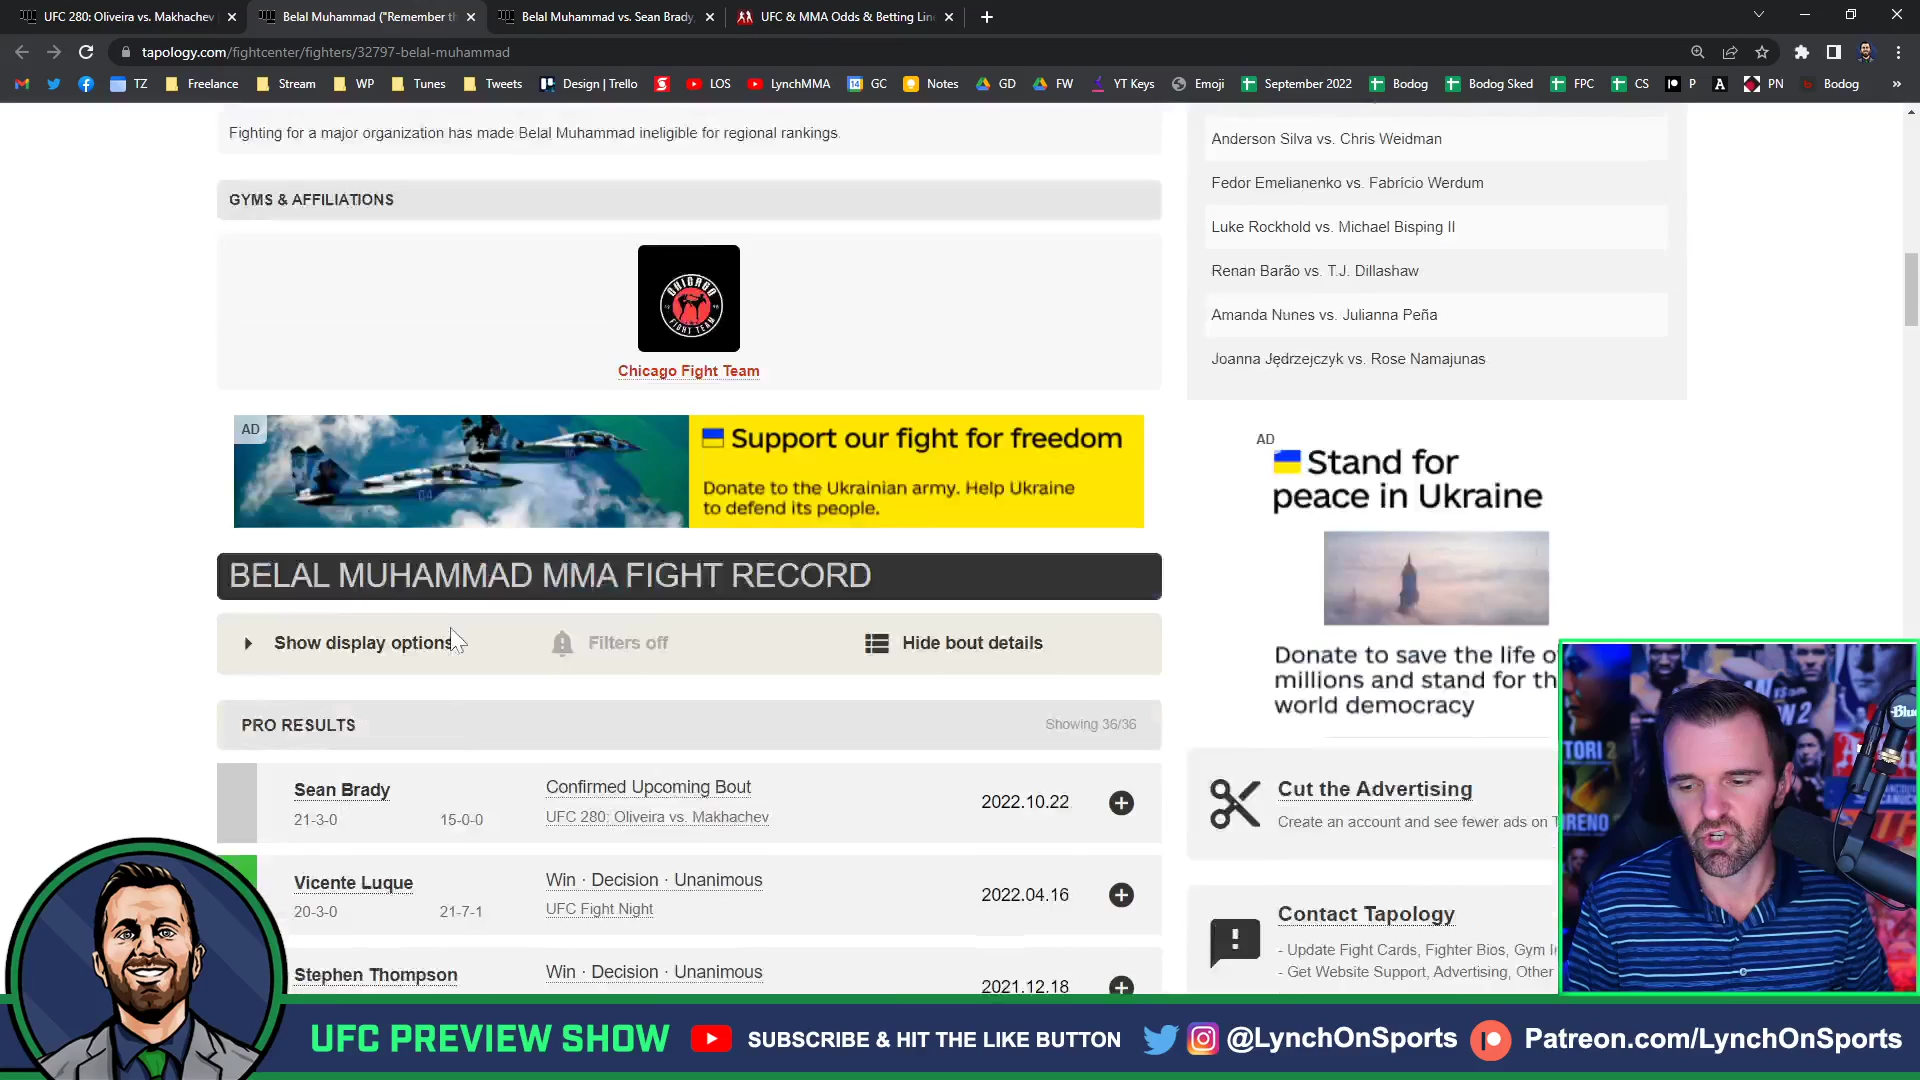 UFC 280: Oliveira vs. Makhachev
Belal Muhammad ("Remember th
Belal Muhammad vs. Sean Brady,
UFC & MMA Odds & Betting Lin
tapology.com/fightcenter/fighters/32797-belal-muhammad
TZ
Freelance
Stream
WP
Tunes
Tweets
Design | Trello
LOS
LynchMMA
GC
Notes
GD
FW
YT Keys
Emoji
September 2022
Bodog
Bodog Sked
FPC
CS
P
PN
Bodog
»
Fighting for a major organization has made Belal Muhammad ineligible for regional rankings.
GYMS & AFFILIATIONS
CHICAGO
FIGHT TEAM
Chicago Fight Team
AD
Support our fight for freedom
Donate to the Ukrainian army. Help Ukraine
to defend its people.
BELAL MUHAMMAD MMA FIGHT RECORD
Show display options
Filters off
Hide bout details
PRO RESULTS
Showing 36/36
Sean Brady
Confirmed Upcoming Bout
2022.10.22
21-3-0
15-0-0
UFC 280: Oliveira vs. Makhachev
Vicente Luque
Win · Decision · Unanimous
2022.04.16
20-3-0
21-7-1
UFC Fight Night
Stephen Thompson
Win · Decision · Unanimous
2021.12.18
Anderson Silva vs. Chris Weidman
Fedor Emelianenko vs. Fabrício Werdum
Luke Rockhold vs. Michael Bisping II
Renan Barão vs. T.J. Dillashaw
Amanda Nunes vs. Julianna Peña
Joanna Jędrzejczyk vs. Rose Namajunas
AD
Stand for
peace in Ukraine
Donate to save the life o
millions and stand for th
world democracy
Cut the Advertising
Create an account and see fewer ads on T
Contact Tapology
- Update Fight Cards, Fighter Bios, Gym I
- Get Website Support, Advertising, Other
TORI 2
RENO
Blue
UFC PREVIEW SHOW
SUBSCRIBE & HIT THE LIKE BUTTON
@LynchOnSports
Patreon.com/LynchOnSports